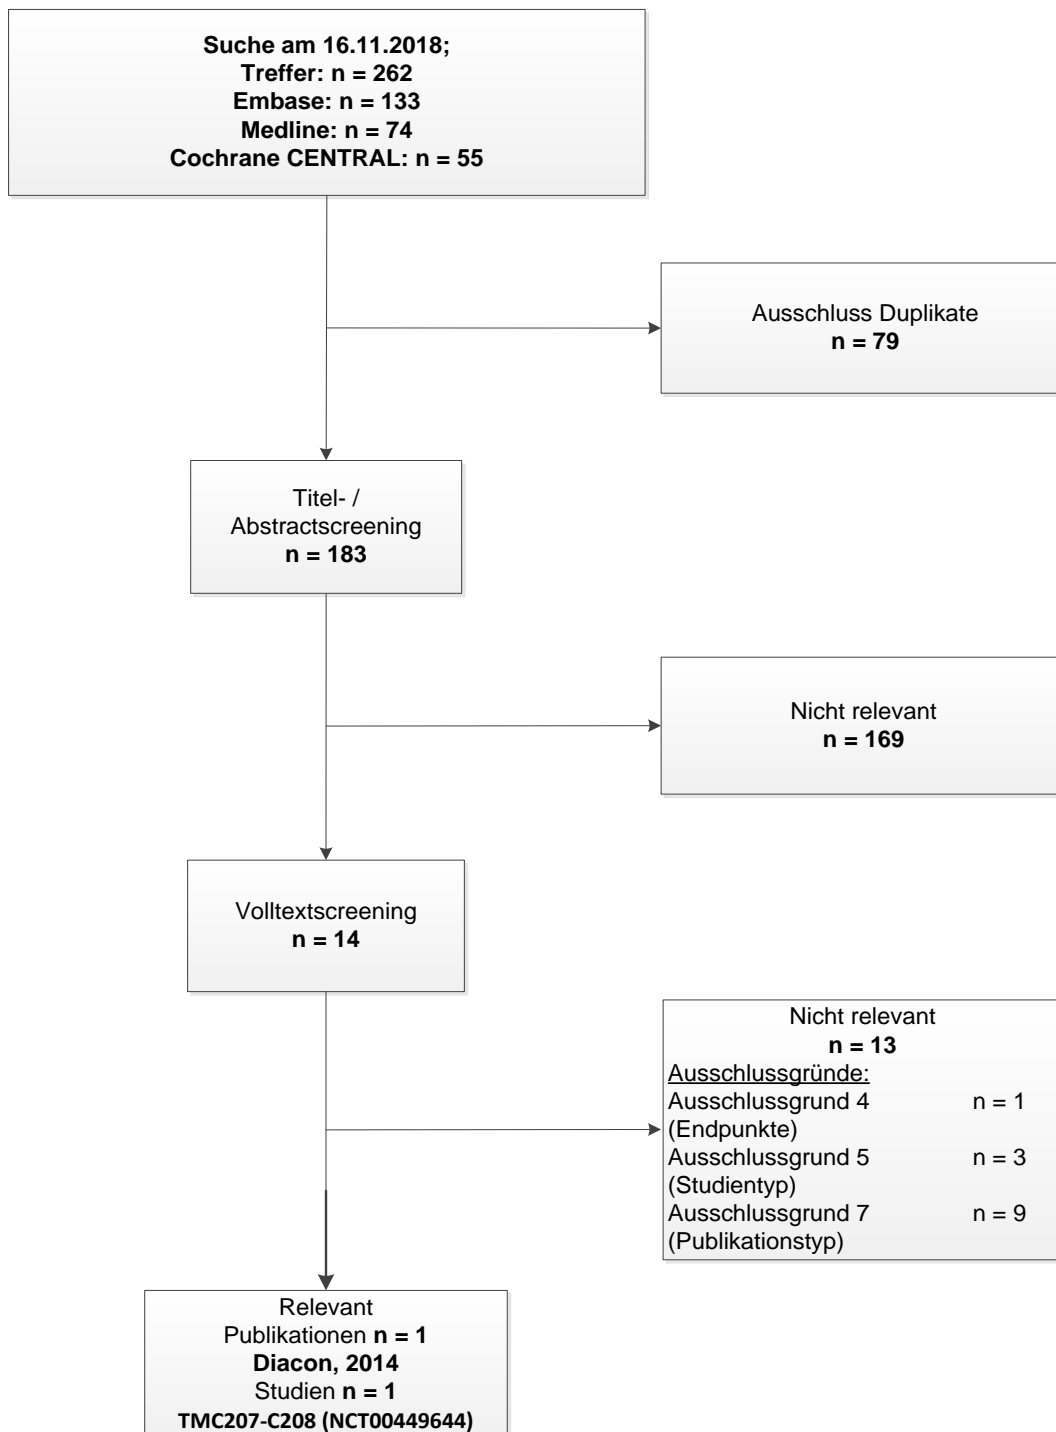 Suche am 16.11.2018;
Treffer: n = 262
Embase: n = 133
Medline: n = 74
Cochrane CENTRAL: n = 55
Ausschluss Duplikate
n = 79
Titel- /
Abstractscreening
n = 183
Nicht relevant
n = 169
Volltextscreening
n = 14
Nicht relevant
n = 13
Ausschlussgründe:
Ausschlussgrund 4 n = 1
(Endpunkte)
Ausschlussgrund 5 n = 3
(Studientyp)
Ausschlussgrund 7 n = 9
(Publikationstyp)
Relevant
Publikationen n = 1
Diacon, 2014
Studien n = 1
TMC207-C208 (NCT00449644)